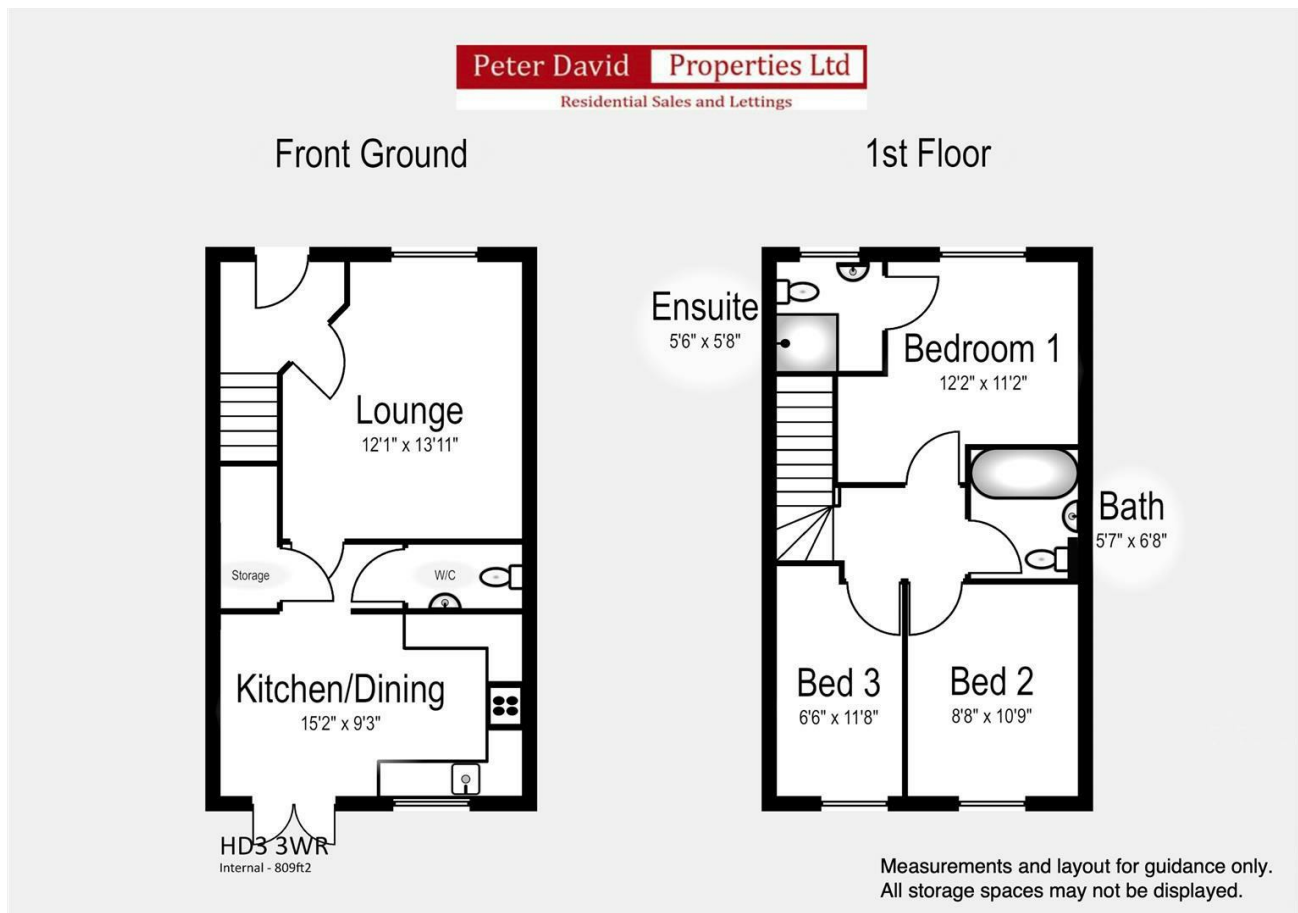 Peter David Properties Ltd
Residential Sales and Lettings
Front Ground
1st Floor
Lounge
12'1" x 13'11"
Storage
W/C
Kitchen/Dining
15'2" x 9'3"
HD3 3WR
Internal - 809ft2
Ensuite
5'6" x 5'8"
Bedroom 1
12'2" x 11'2"
Bath
5'7" x 6'8"
Bed 3
6'6" x 11'8"
Bed 2
8'8" x 10'9"
Measurements and layout for guidance only.
All storage spaces may not be displayed.